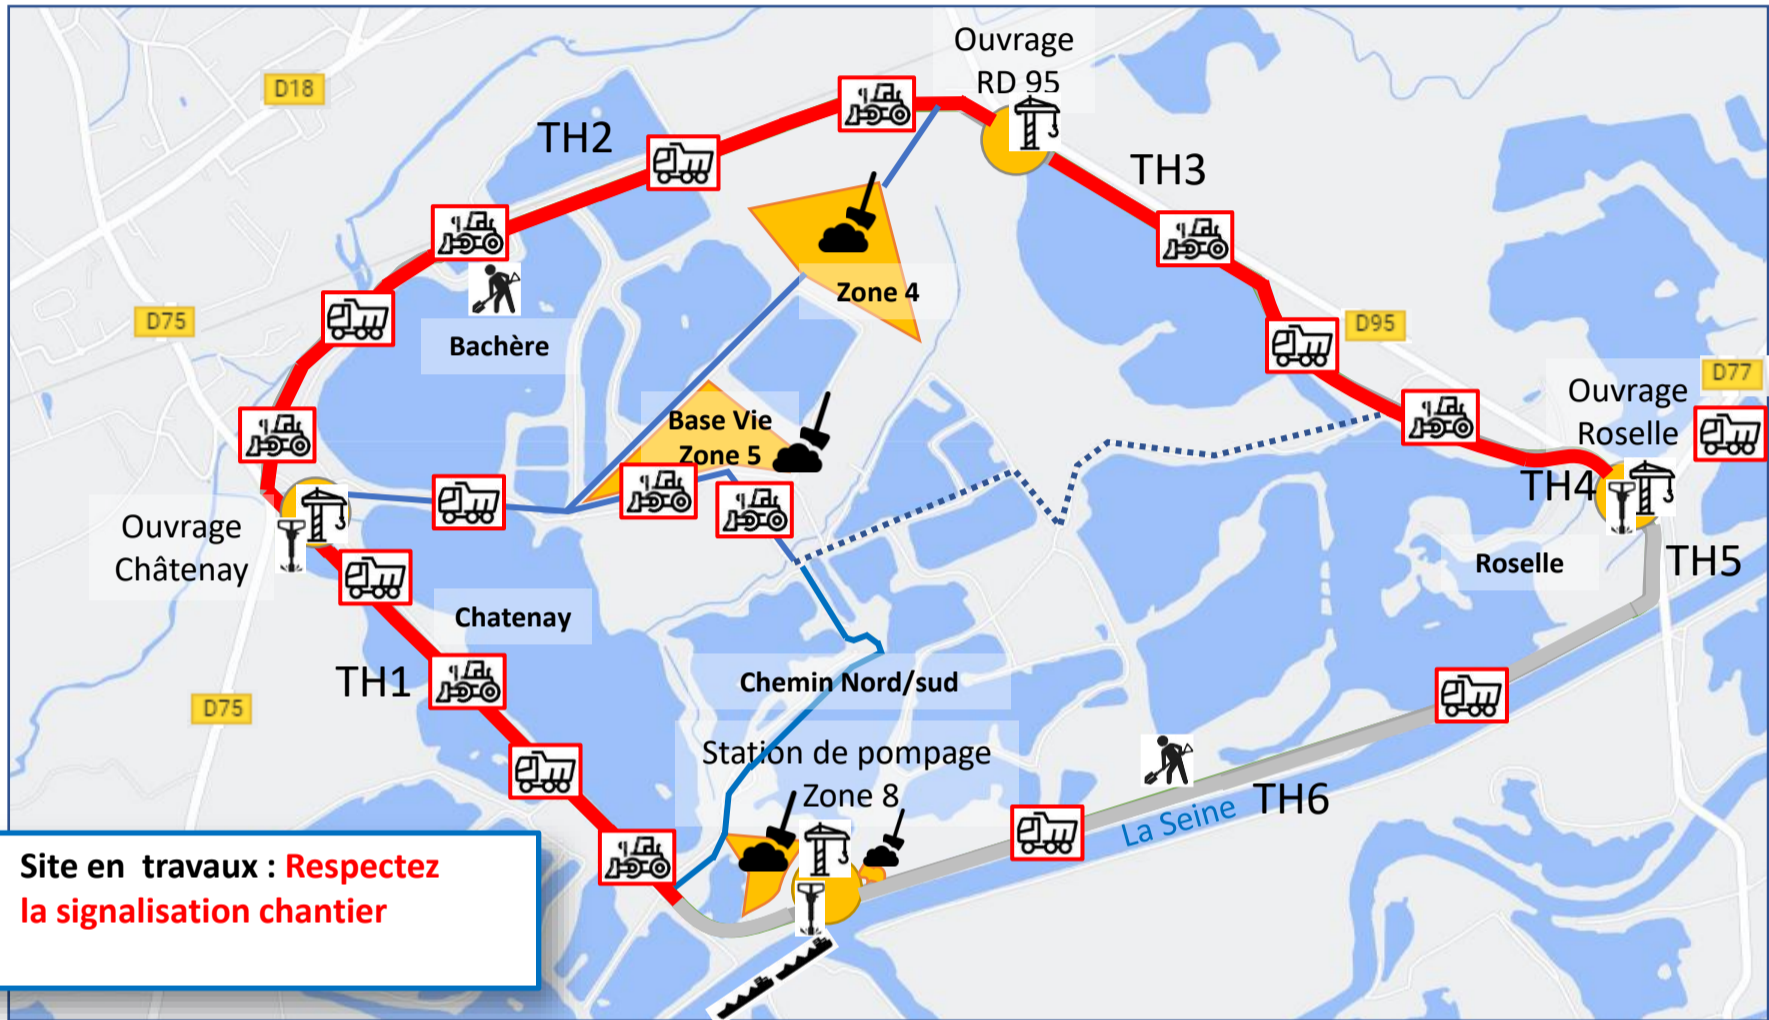 Ouvrage
RD 95
D18
TH2
TH3
Zone 4
D75
Bachère
D95
D77
Ouvrage
Roselle
Base Vie
Zone 5
TH4
Ouvrage
Châtenay
TH5
Roselle
Chatenay
TH1
Chemin Nord/sud
D75
Station de pompage
Zone 8
TH6
La Seine
Site en travaux : Respectez
la signalisation chantier